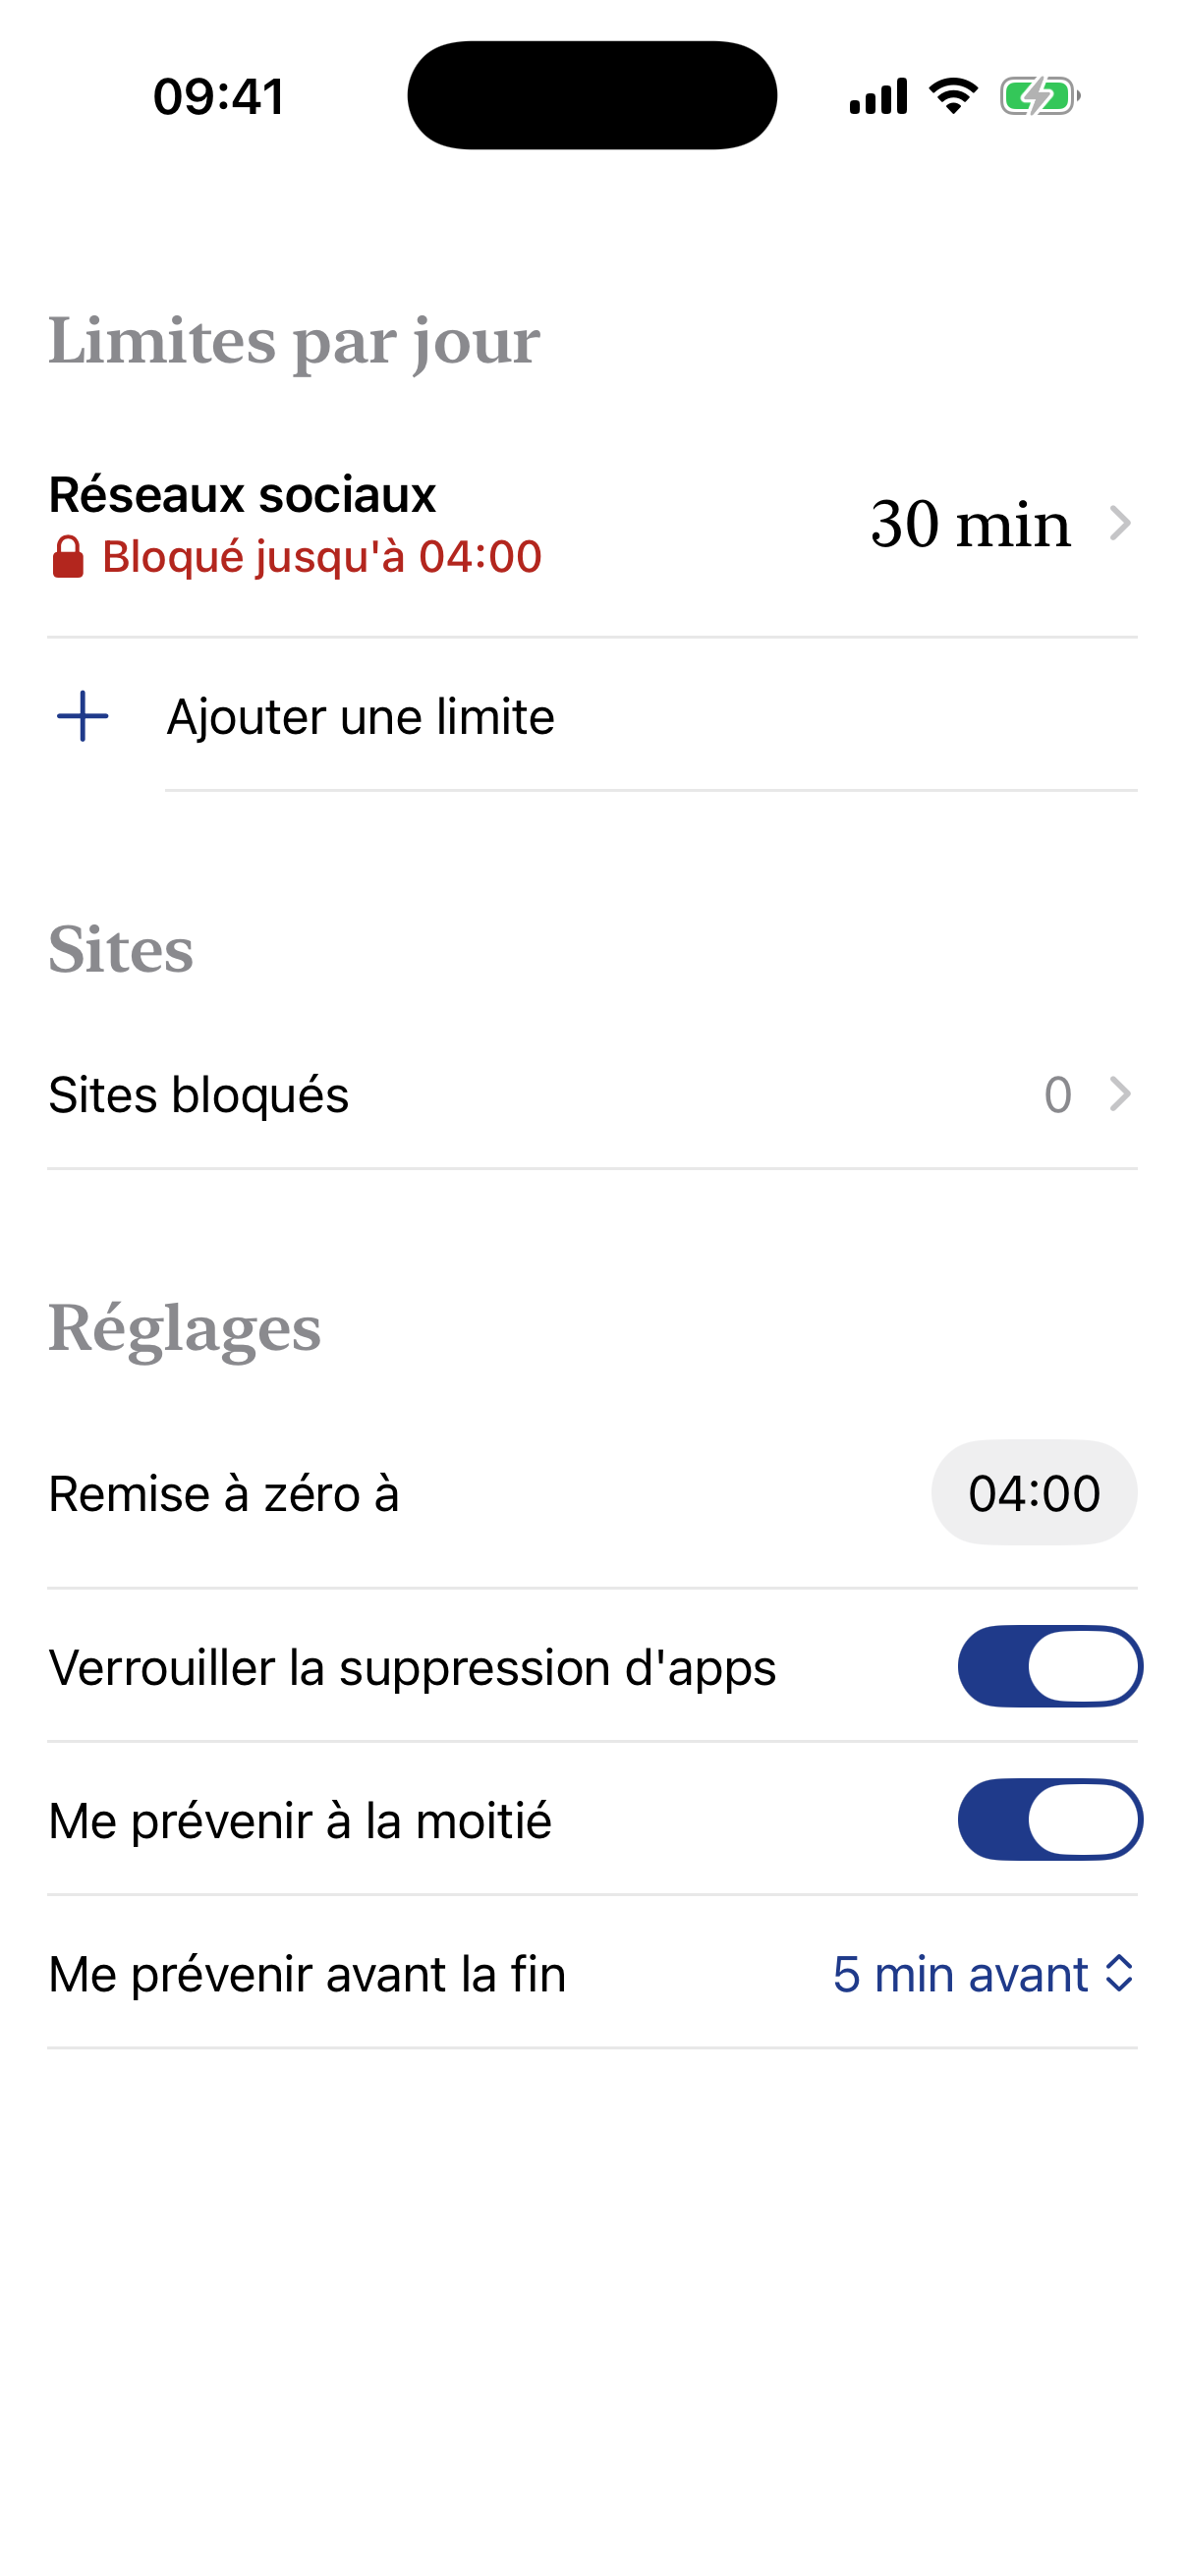 09:41
Limites par jour
Réseaux sociaux
Bloqué jusqu'à 04:00
30 min
Ajouter une limite
Sites
Sites bloqués
0
Réglages
Remise à zéro à
04:00
Verrouiller la suppression d'apps
Me prévenir à la moitié
Me prévenir avant la fin
5 min avant